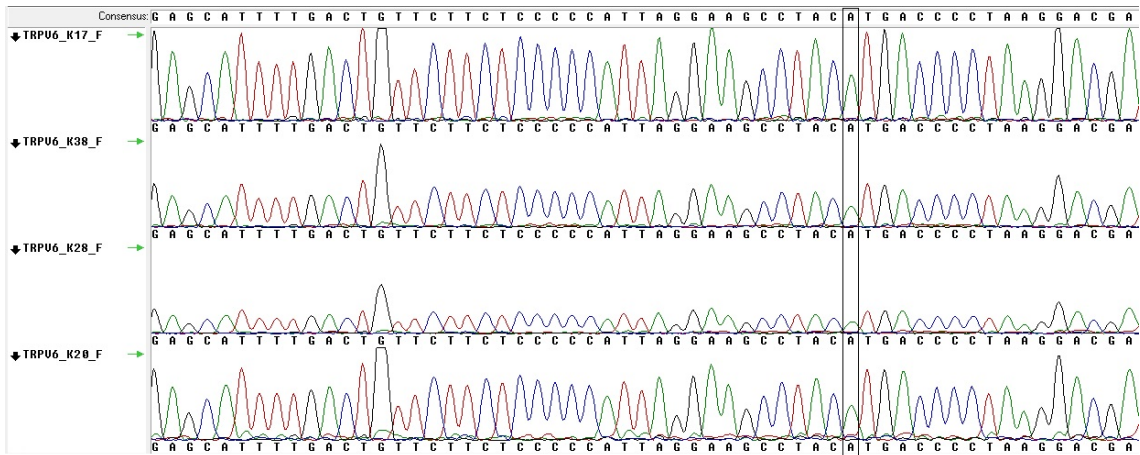 Consensus: G A G C A T T T T G A C T G T T C T T C T C C C C C A T T A G G A A G C C T A C A T G A C C C C T A A G G A C G A
TRPV6_K17_F
G A G C A T T T T G A C T G T T C T T C T C C C C C A T T A G G A A G C C T A C A T G A C C C C T A A G G A C G A
TRPV6_K38_F
G A G C A T T T T G A C T G T T C T T C T C C C C C A T T A G G A A G C C T A C A T G A C C C C T A A G G A C G A
TRPV6_K28_F
G A G C A T T T T G A C T G T T C T T C T C C C C C A T T A G G A A G C C T A C A T G A C C C C T A A G G A C G A
TRPV6_K20_F
G A G C A T T T T G A C T G T T C T T C T C C C C C A T T A G G A A G C C T A C A T G A C C C C T A A G G A C G A